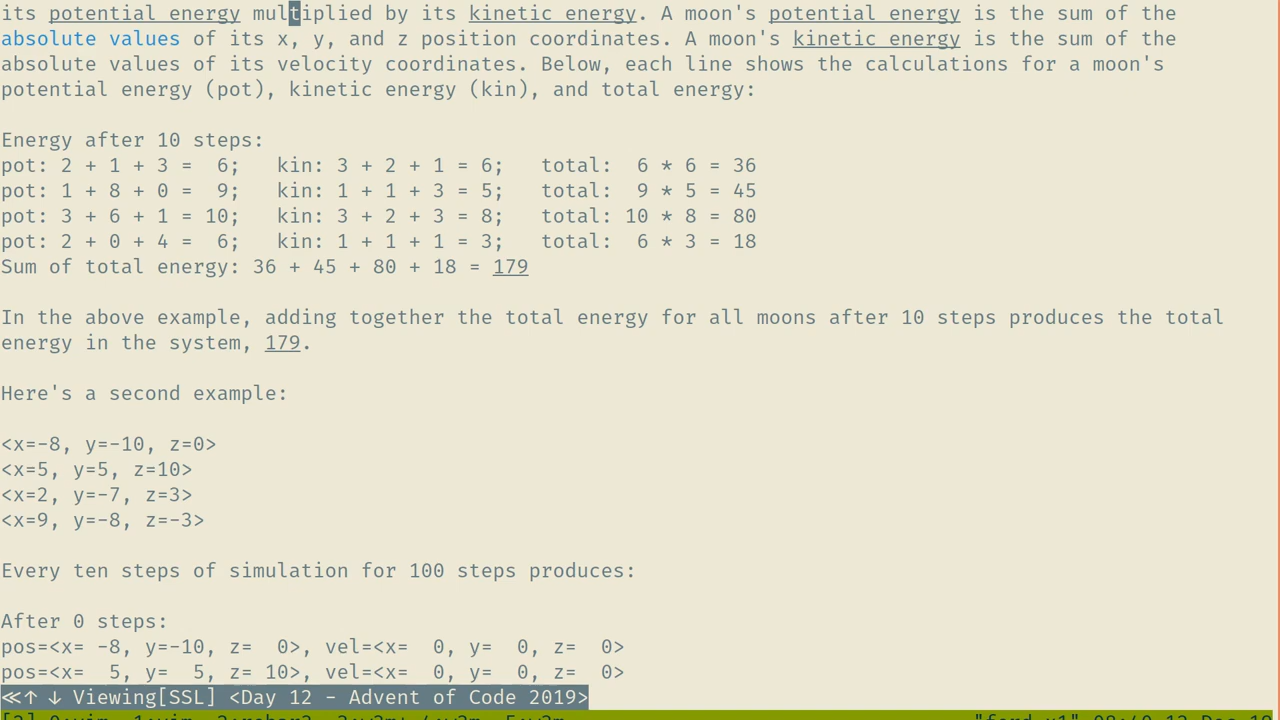 its potential energy multiplied by its kinetic energy. A moon's potential energy is the sum of the
absolute values of its x, y, and z position coordinates. A moon's kinetic energy is the sum of the
absolute values of its velocity coordinates. Below, each line shows the calculations for a moon's
potential energy (pot), kinetic energy (kin), and total energy:

Energy after 10 steps:
pot: 2 + 1 + 3 =  6;   kin: 3 + 2 + 1 = 6;   total:  6 * 6 = 36
pot: 1 + 8 + 0 =  9;   kin: 1 + 1 + 3 = 5;   total:  9 * 5 = 45
pot: 3 + 6 + 1 = 10;   kin: 3 + 2 + 3 = 8;   total: 10 * 8 = 80
pot: 2 + 0 + 4 =  6;   kin: 1 + 1 + 1 = 3;   total:  6 * 3 = 18
Sum of total energy: 36 + 45 + 80 + 18 = 179

In the above example, adding together the total energy for all moons after 10 steps produces the total
energy in the system, 179.

Here's a second example:

<x=-8, y=-10, z=0>
<x=5, y=5, z=10>
<x=2, y=-7, z=3>
<x=9, y=-8, z=-3>

Every ten steps of simulation for 100 steps produces:

After 0 steps:
pos=<x= -8, y=-10, z=  0>, vel=<x=  0, y=  0, z=  0>
pos=<x=  5, y=  5, z= 10>, vel=<x=  0, y=  0, z=  0>
≪↑ ↓ Viewing[SSL] <Day 12 - Advent of Code 2019>